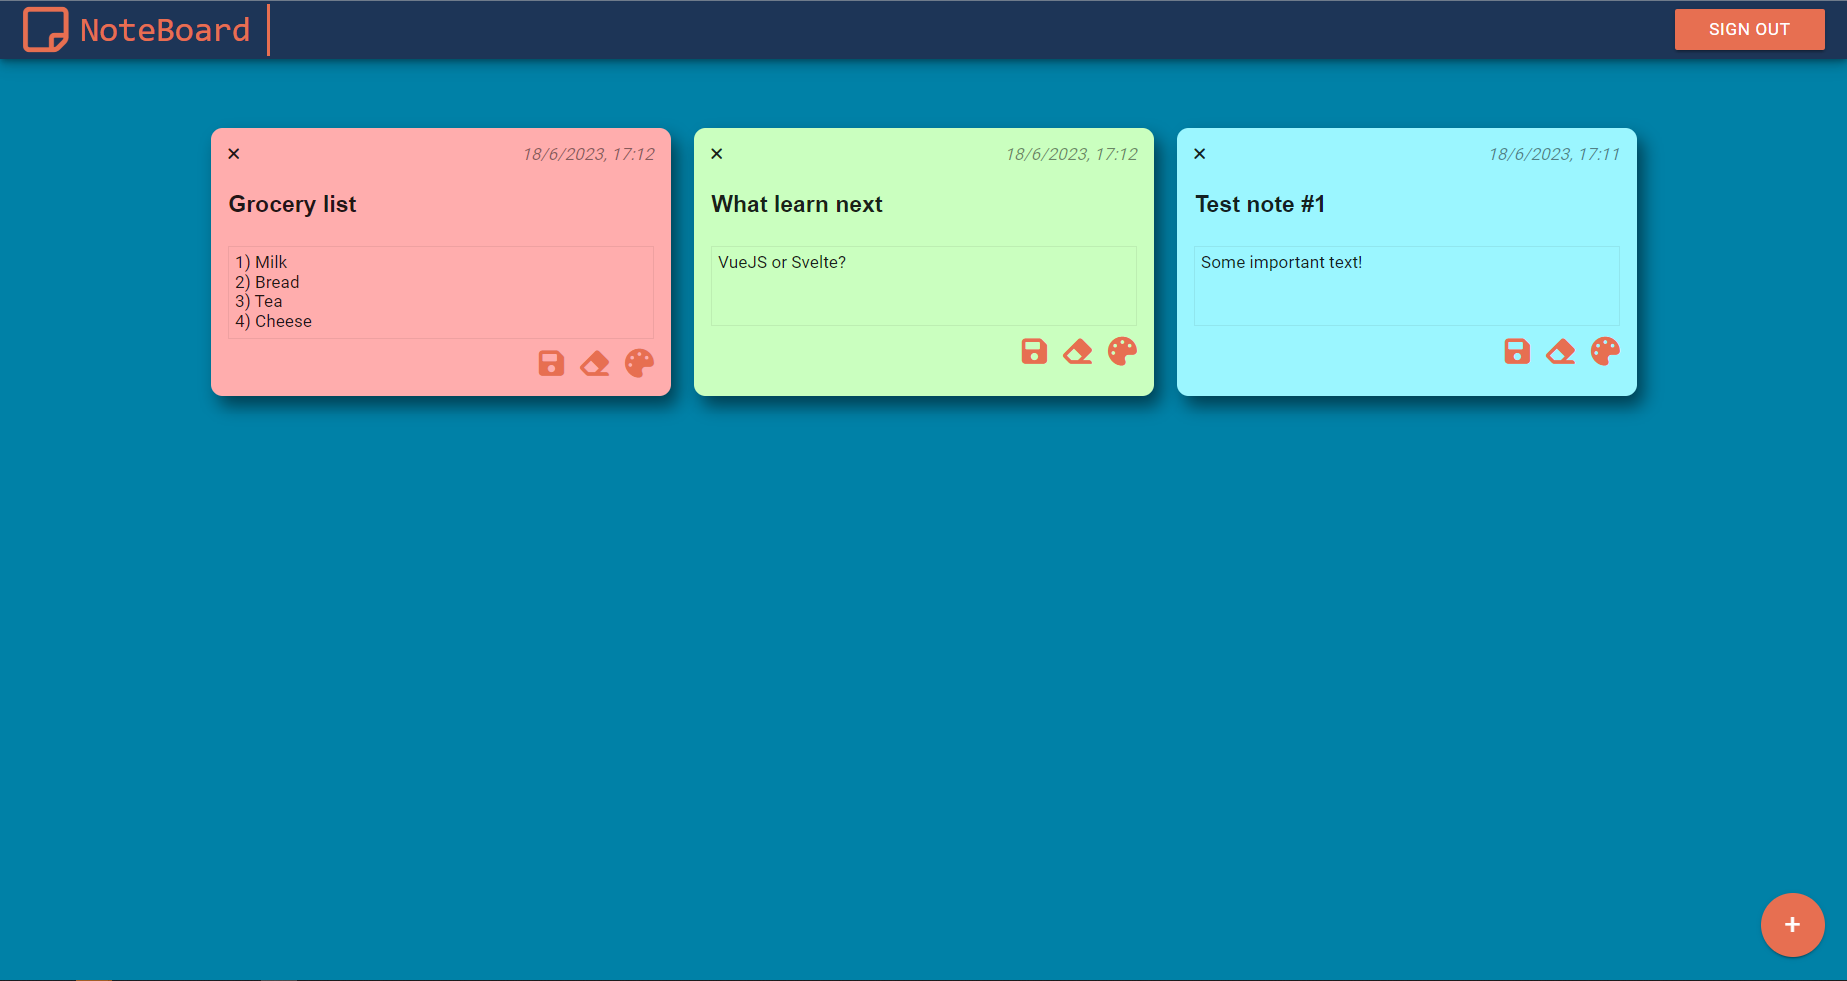 NoteBoard
SIGN OUT
18/6/2023, 17:12
Grocery list
1) Milk
2) Bread
3) Tea
4) Cheese
18/6/2023, 17:12
What learn next
VueJS or Svelte?
18/6/2023, 17:11
Test note #1
Some important text!
+